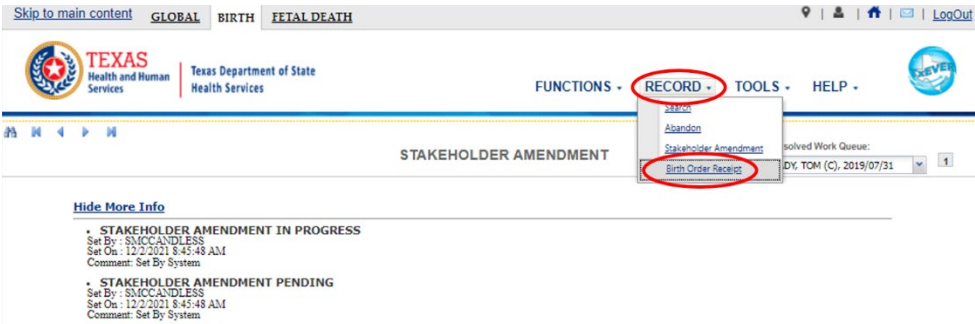 Skip to main content GLOBAL BIRTH FETAL DEATH | | | | LogOut
TEXAS
Health and Human
Services
Texas Department of State
Health Services
TxEVER
FUNCTIONS RECORD TOOLS HELP
Search
Abandon
Stakeholder Amendment
Birth Order Receipt
STAKEHOLDER AMENDMENT
solved Work Queue:
DY, TOM (C), 2019/07/31 1
Hide More Info
• STAKEHOLDER AMENDMENT IN PROGRESS
Set By : SMCCANDLESS
Set On : 12/2/2021 8:45:48 AM
Comment: Set By System
• STAKEHOLDER AMENDMENT PENDING
Set By : SMCCANDLESS
Set On : 12/2/2021 8:45:48 AM
Comment: Set By System